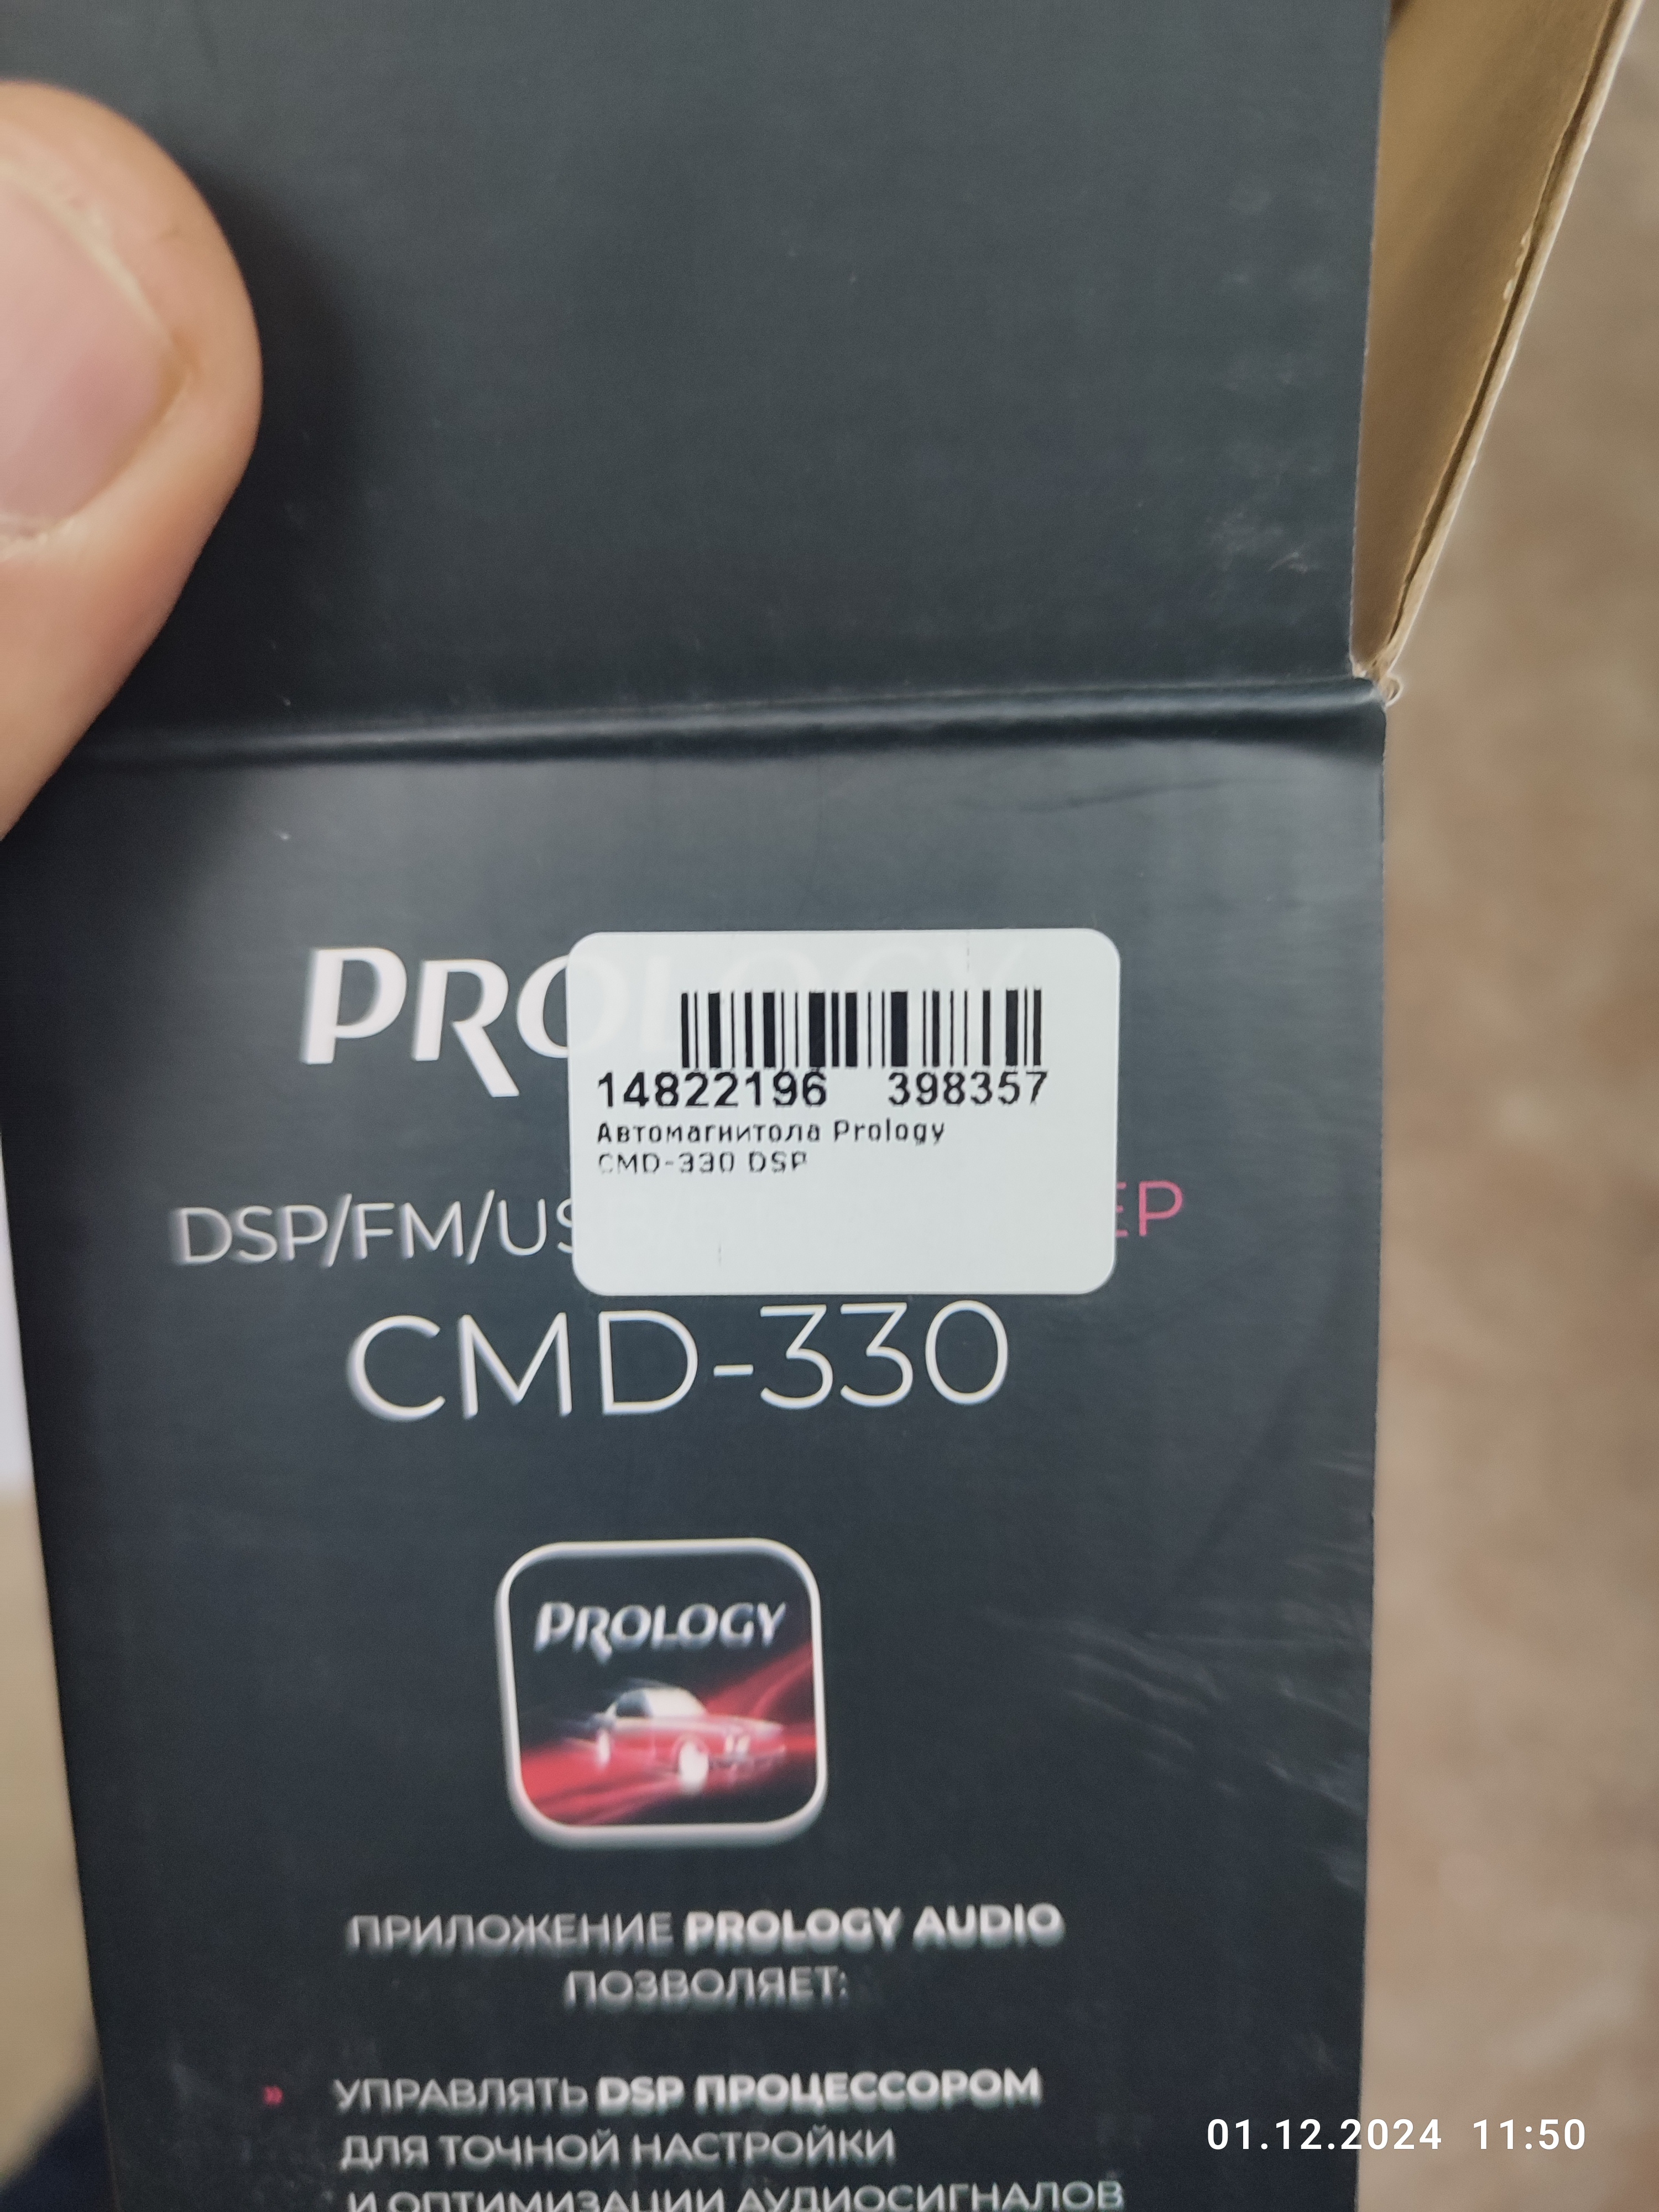 PRO
14822196 398357
Автомагнитола Prology
CMD-330 DSP
DSP/FM/US
ЕР
CMD-330
PROLOGY
ПРИЛОЖЕНИЕ PROLOGY AUDIO
ПОЗВОЛЯЕТ:
» УПРАВЛЯТЬ DSP ПРОЦЕССОРОМ
ДЛЯ ТОЧНОЙ НАСТРОЙКИ
И ОПТИМИЗАЦИИ АУДИОСИГНАЛОВ
01.12.2024 11:50